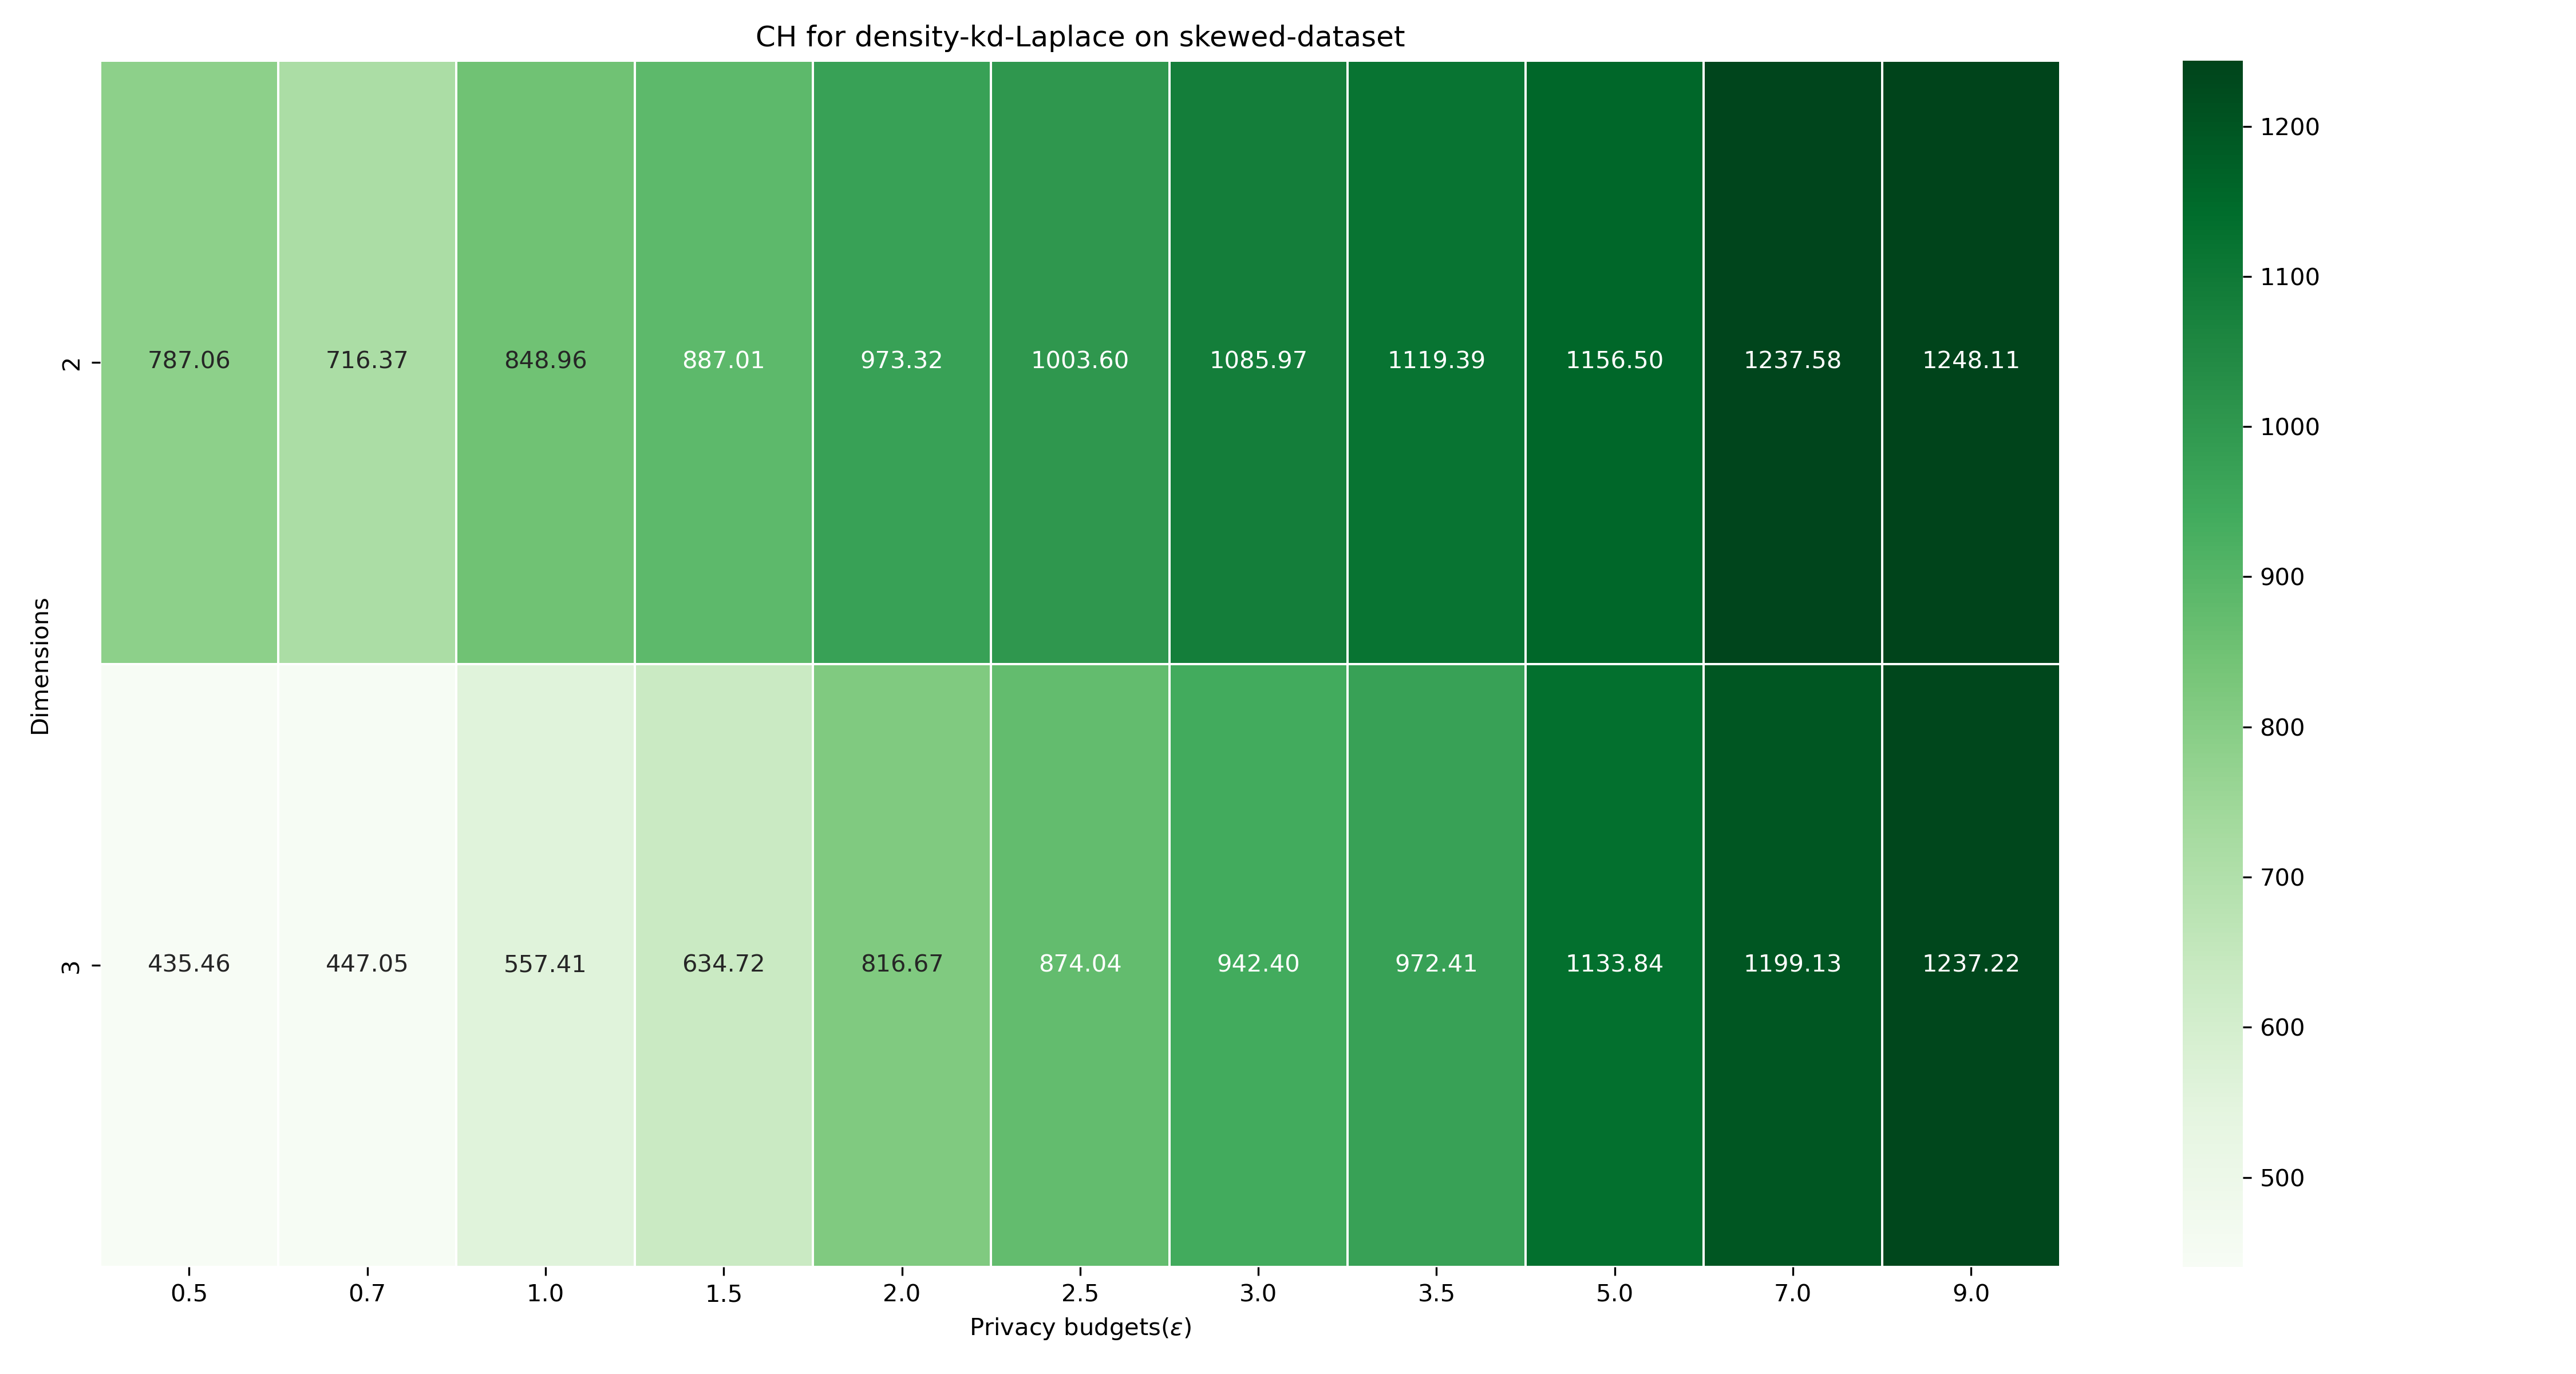 CH for density-kd-Laplace on skewed-dataset
Dimensions
2
787.06 716.37 848.96 887.01 973.32 1003.60 1085.97 1119.39 1156.50 1237.58 1248.11
3
435.46 447.05 557.41 634.72 816.67 874.04 942.40 972.41 1133.84 1199.13 1237.22
0.5 0.7 1.0 1.5 2.0 2.5 3.0 3.5 5.0 7.0 9.0
Privacy budgets(ε)
1200
1100
1000
900
800
700
600
500